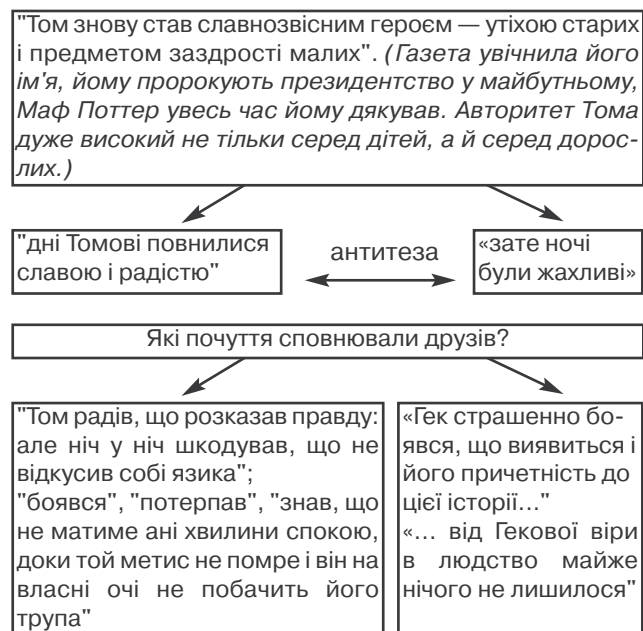 "Том знову став славнозвісним героєм — утіхою старих
і предметом заздрості малих". (Газета увічнила його
ім'я, йому пророкують президентство у майбутньому,
Маф Поттер увесь час йому дякував. Авторитет Тома
дуже високий не тільки серед дітей, а й серед дорос-
лих.)
"дні Томові повнилися
славою і радістю"
антитеза
«зате ночі
були жахливі»
Які почуття сповнювали друзів?
"Том радів, що розказав правду:
але ніч у ніч шкодував, що не
відкусив собі язика";
"боявся", "потерпав", "знав, що
не матиме ані хвилини спокою,
доки той метис не помре і він на
власні очі не побачить його
трупа"
«Гек страшенно бо-
явся, що виявиться і
його причетність до
цієї історії..."
«... від Гекової віри
в людство майже
нічого не лишилося"